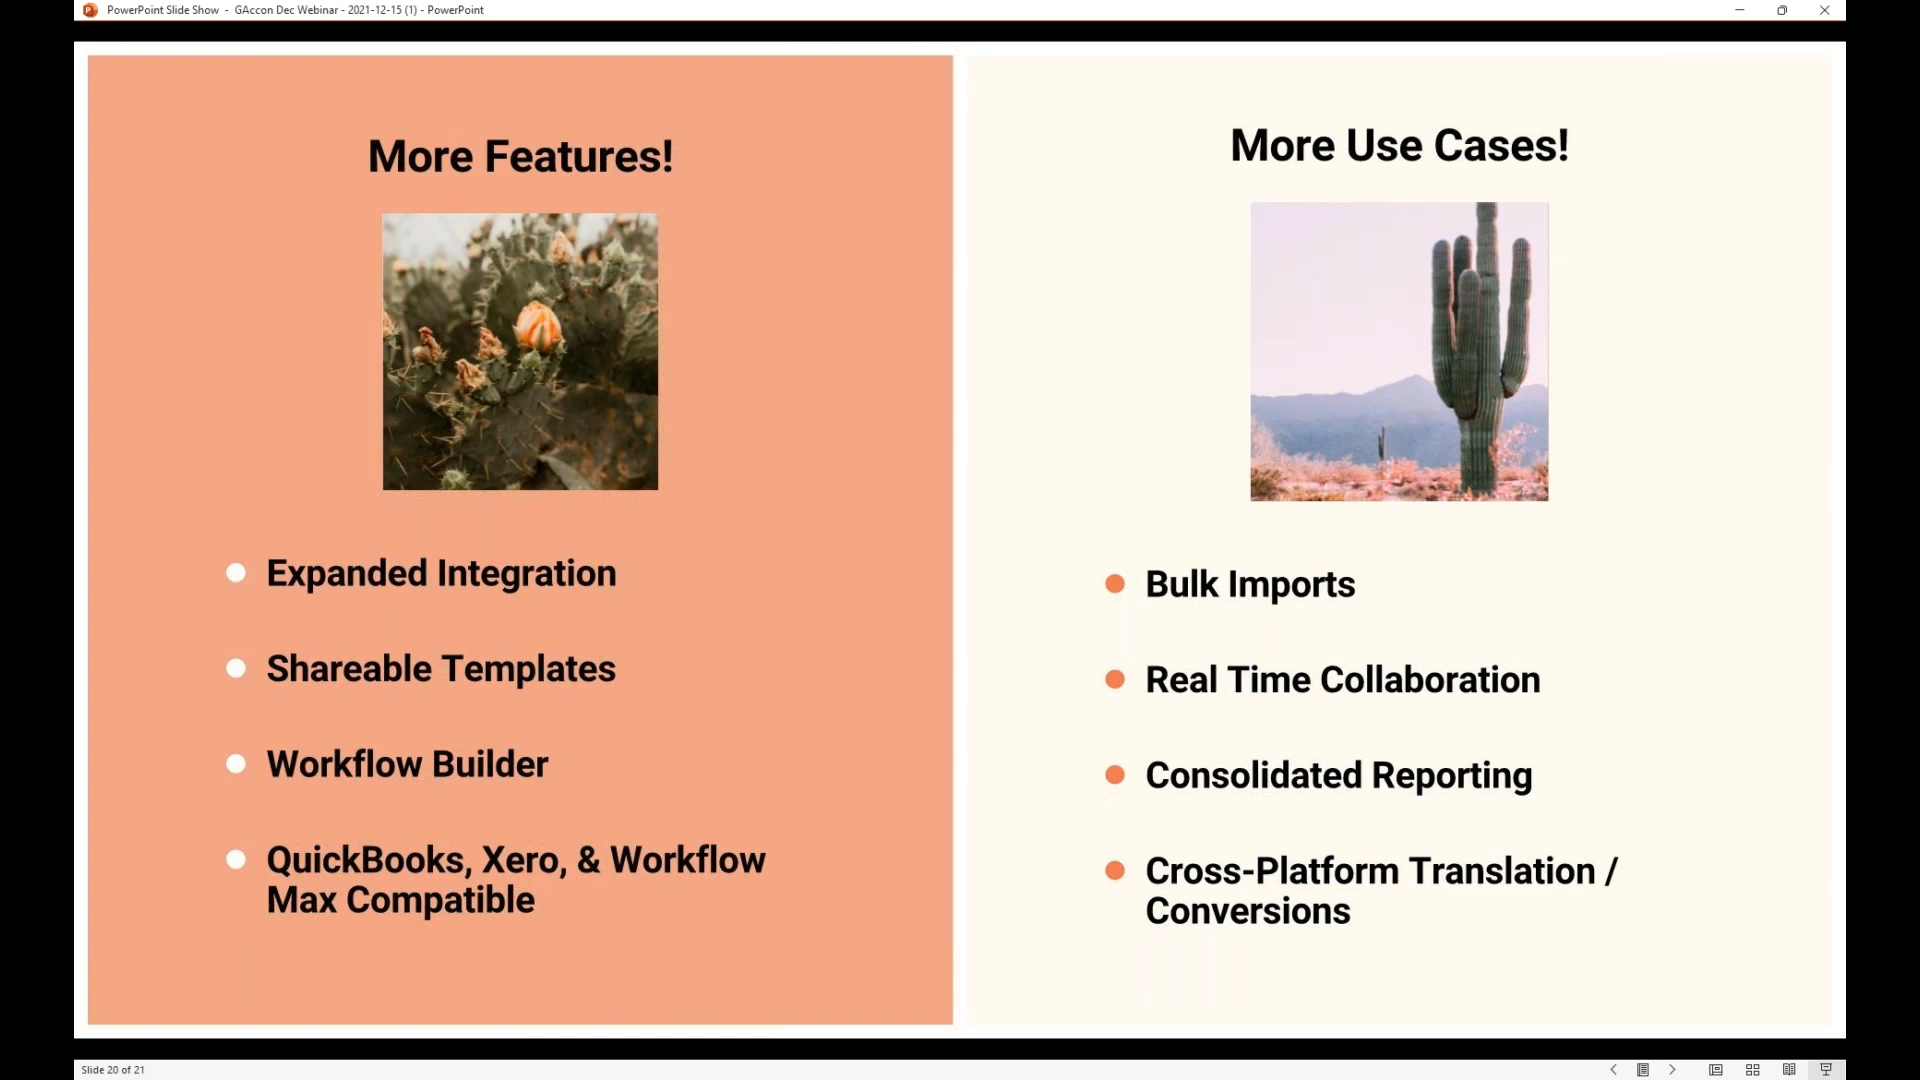 PowerPoint Slide Show - GAccon Dec Webinar - 2021-12-15 (1) - PowerPoint
More Features!
Expanded Integration
Shareable Templates
Workflow Builder
QuickBooks, Xero, & Workflow
Max Compatible
More Use Cases!
Bulk Imports
Real Time Collaboration
Consolidated Reporting
Cross-Platform Translation /
Conversions
Slide 20 of 21